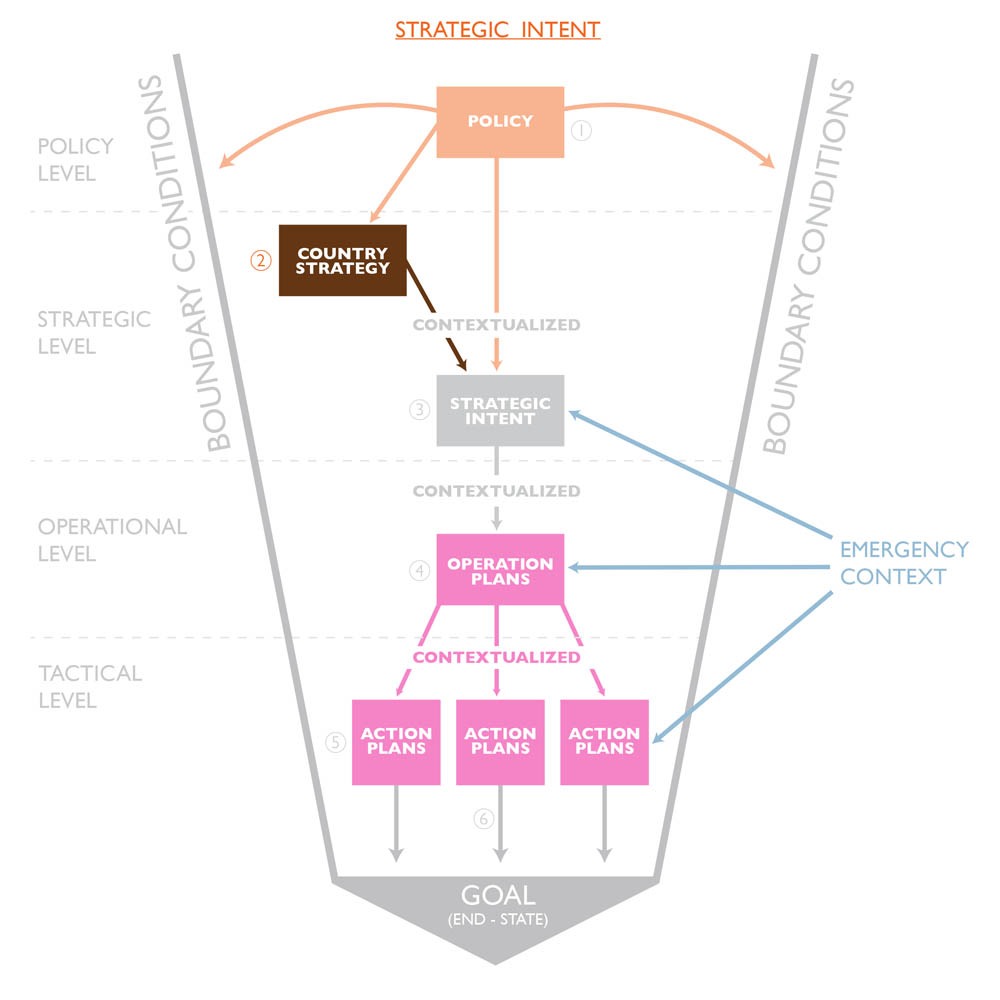 STRATEGIC INTENT
BOUNDARY CONDITIONS
BOUNDARY CONDITIONS
POLICY
LEVEL
POLICY
1
2
COUNTRY
STRATEGY
STRATEGIC
LEVEL
CONTEXTUALIZED
3
STRATEGIC
INTENT
CONTEXTUALIZED
OPERATIONAL
LEVEL
4
OPERATION
PLANS
EMERGENCY
CONTEXT
CONTEXTUALIZED
TACTICAL
LEVEL
5
ACTION
PLANS
ACTION
PLANS
ACTION
PLANS
6
GOAL
(END - STATE)